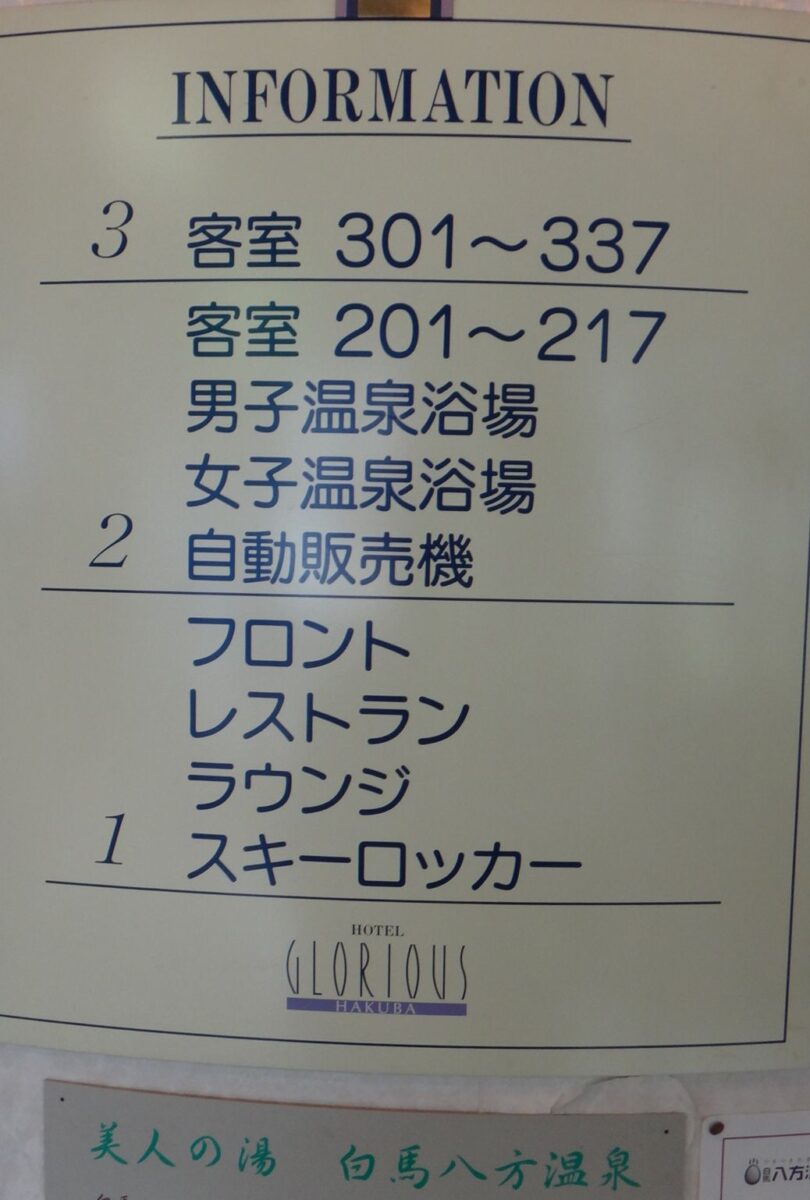 INFORMATION
3 客室 301～337
客室 201～217
男子温泉浴場
女子温泉浴場
2 自動販売機
フロント
レストラン
ラウンジ
1 スキーロッカー
HOTEL
GLORIOUS
HAKUBA
美人の湯 白馬八方温泉
八方